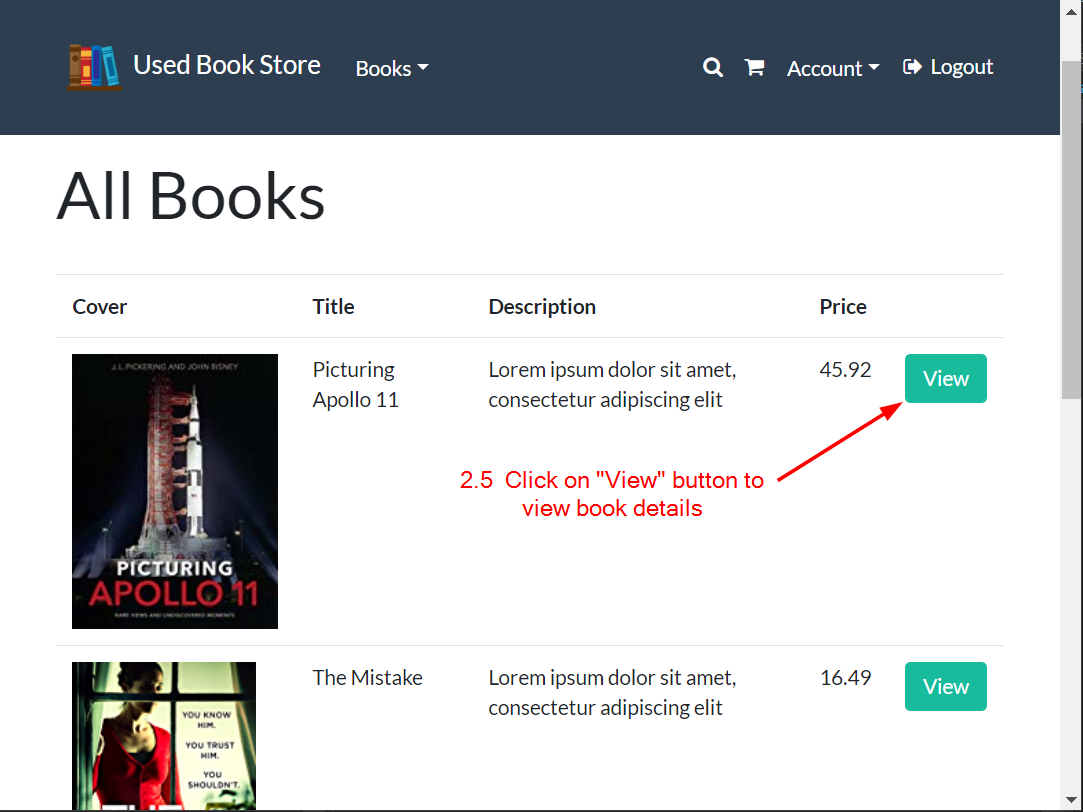 Used Book Store Books Account Logout
All Books
Cover Title Description Price
J.L. PICKERING AND JOHN BISNEY
Picturing
Apollo 11
Lorem ipsum dolor sit amet,
consectetur adipiscing elit
45.92
View
2.5 Click on "View" button to
view book details
PICTURING
APOLLO 11
RARE VIEWS AND UNDISCOVERED MOMENTS
The Mistake
Lorem ipsum dolor sit amet,
consectetur adipiscing elit
16.49
View
YOU KNOW
HIM.
YOU TRUST
HIM.
YOU
SHOULDN'T.